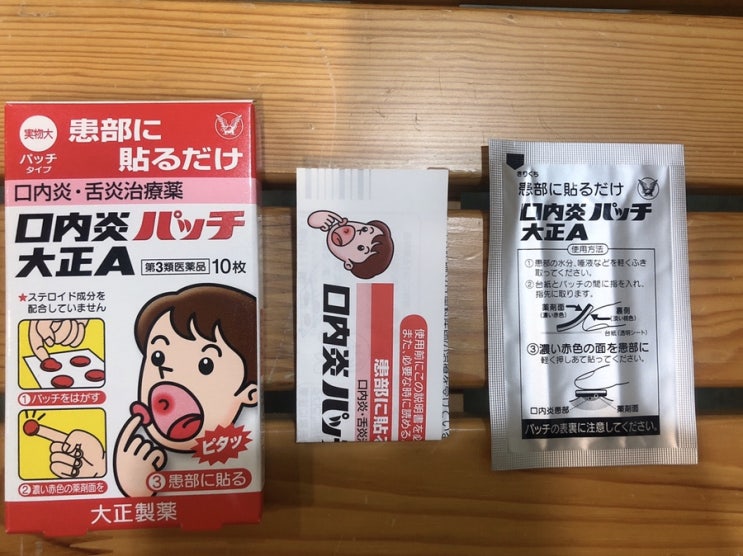 実物大
パッチ
タイプ
患部に
貼るだけ
口内炎・舌炎治療薬
口内炎パッチ
大正A
第3類医薬品
10枚
★ステロイド成分を
配合していません
①パッチをはがす
②濃い赤色の薬剤面を
ピタッ
③患部に貼る
大正製薬
使用前にこの説明書を必
また、必要な時に読める
患部に貼る
口内炎・舌炎
口内炎パッ
きりくち
患部に貼るだけ
口内炎パッチ
大正A
使用方法
①患部の水分、唾液などを軽くふき
取ってください。
②台紙とパッチの間に指を入れ、
指先に取ります。
薬剤面
(濃い赤色)
裏側
(淡い桃色)
台紙(透明シート)
③濃い赤色の面を患部に
軽く押しあて貼ってください。
口内炎患部
薬剤面
パッチの表裏に注意してください。